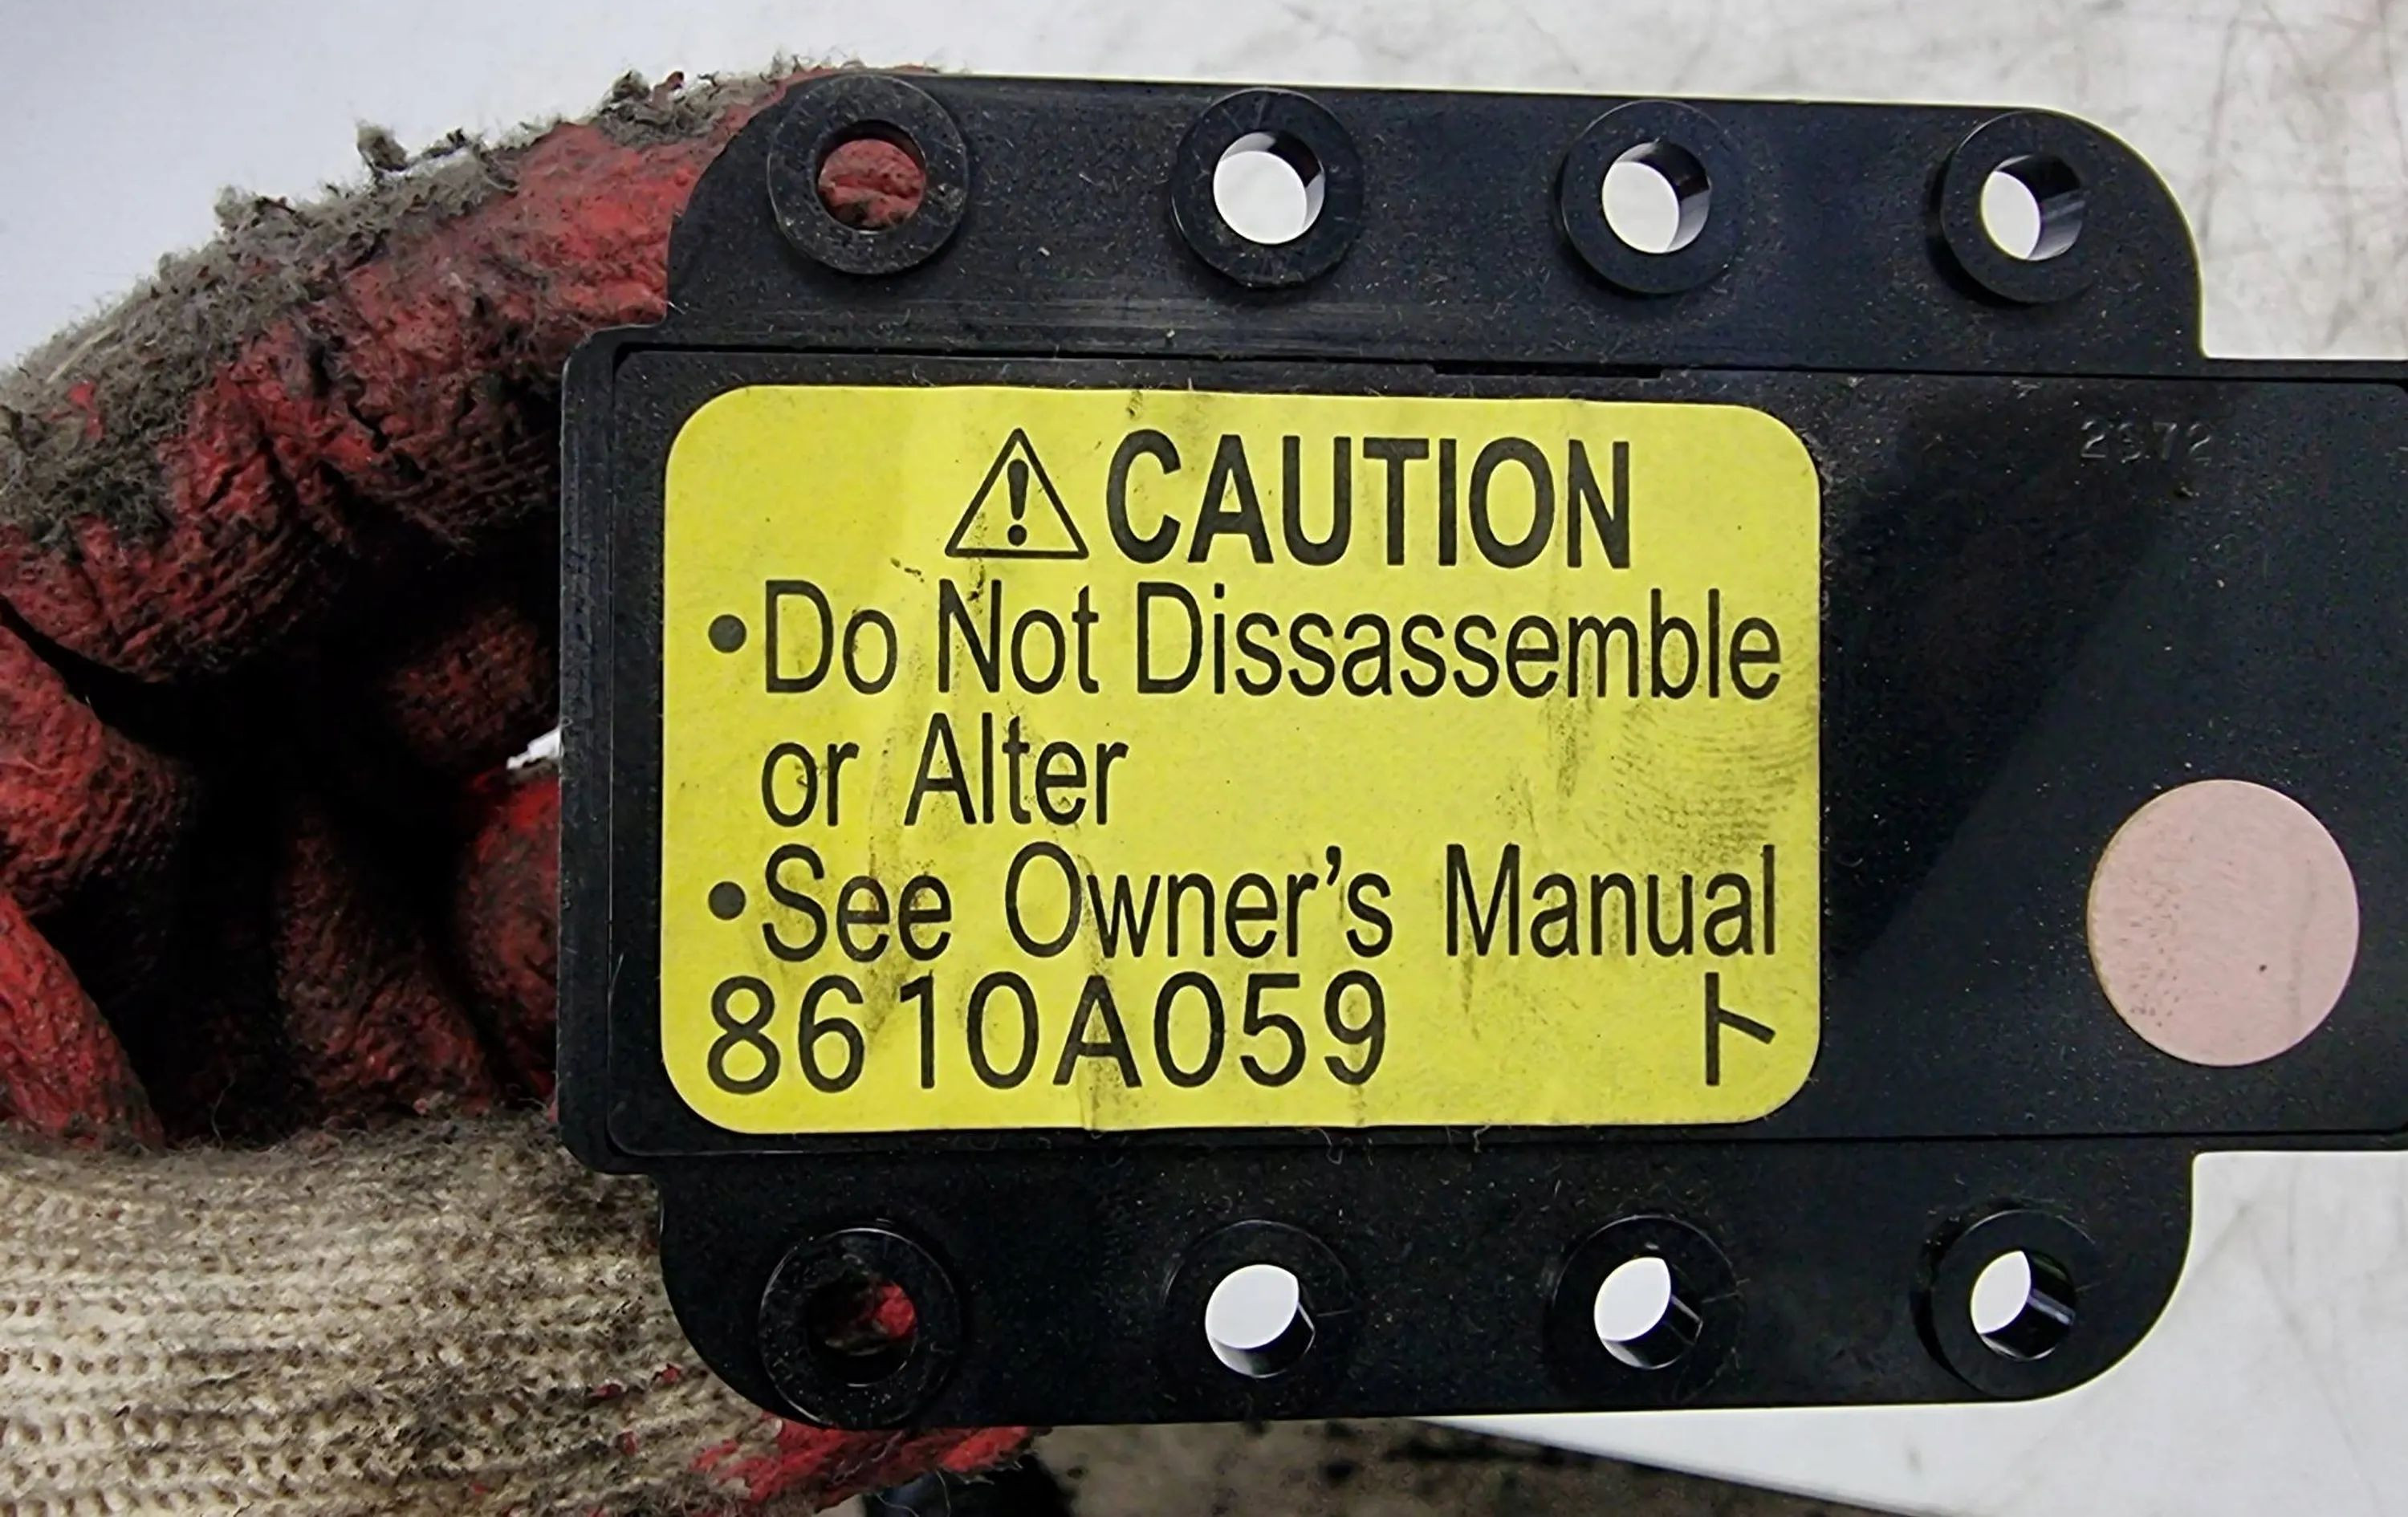 2372
⚠CAUTION
•Do Not Dissassemble
or Alter
•See Owner's Manual
8610A059 ト